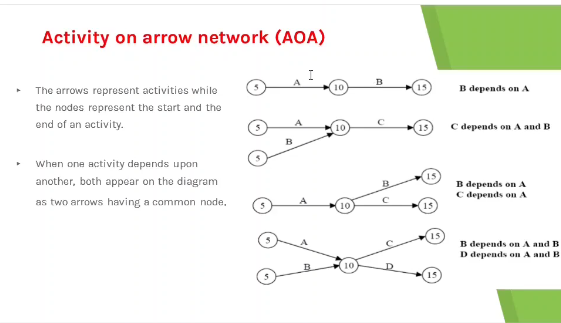 Activity on arrow network (AOA)
▸ The arrows represent activities while
the nodes represent the start and the
end of an activity.
▸ When one activity depends upon
another, both appear on the diagram
as two arrows having a common node,
5 A 10 B 15 B depends on A
5 A 10 C 15 C depends on A and B
B
5
15
B B depends on A
5 A 10 C 15 C depends on A
5 A C 15 B depends on A and B
10 D depends on A and B
5 B D 15